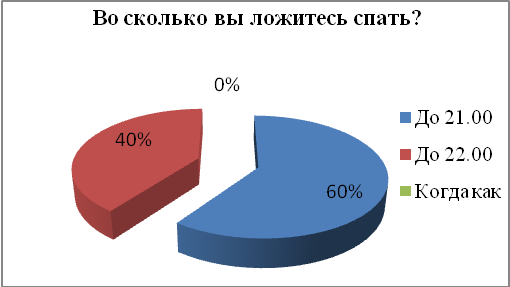 Во сколько вы ложитесь спать?
0%
40%
60%
До 21.00
До 22.00
Когда как